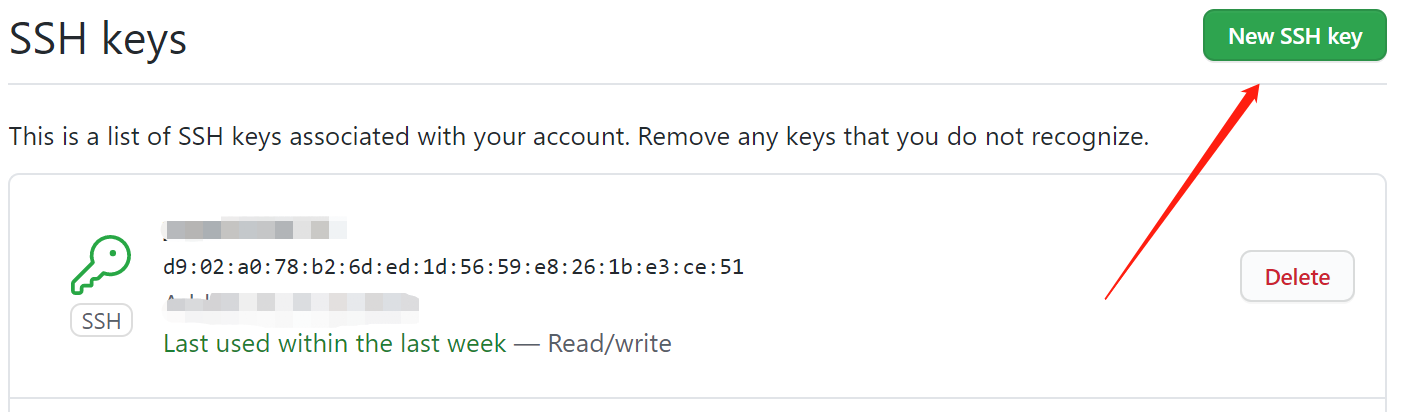 SSH keys
New SSH key
This is a list of SSH keys associated with your account. Remove any keys that you do not recognize.
d9:02:a0:78:b2:6d:ed:1d:56:59:e8:26:1b:e3:ce:51
SSH
Last used within the last week — Read/write
Delete